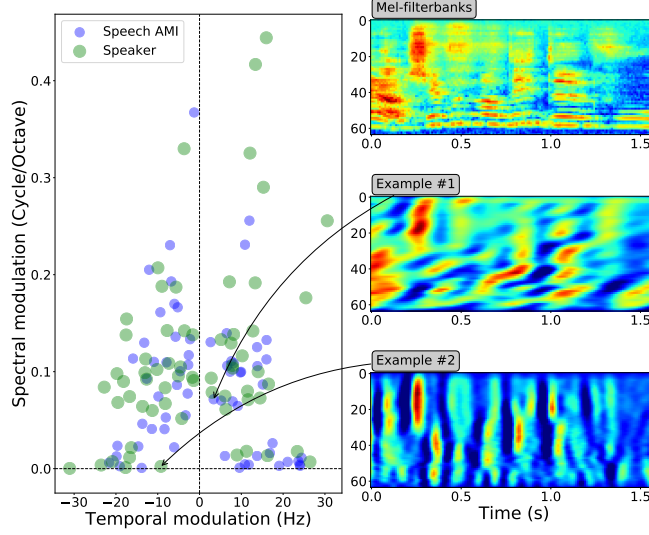 Speech AMI
Speaker
Spectral modulation (Cycle/Octave)
0.4
0.3
0.2
0.1
0.0
−30 −20 −10 0 10 20 30
Temporal modulation (Hz)
Mel-filterbanks
0
20
40
60
0.0 0.5 1.0 1.5
Example #1
0
20
40
60
0.0 0.5 1.0 1.5
Example #2
0
20
40
60
0.0 0.5 1.0 1.5
Time (s)